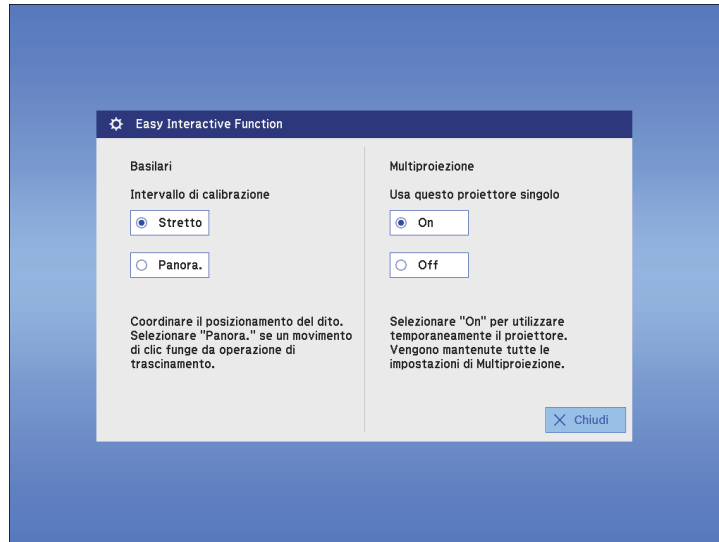 Easy Interactive Function
Basilari
Intervallo di calibrazione
Stretto
Panora.
Coordinare il posizionamento del dito.
Selezionare "Panora." se un movimento
di clic funge da operazione di
trascinamento.
Multiproiezione
Usa questo proiettore singolo
On
Off
Selezionare "On" per utilizzare
temporaneamente il proiettore.
Vengono mantenute tutte le
impostazioni di Multiproiezione.
Chiudi